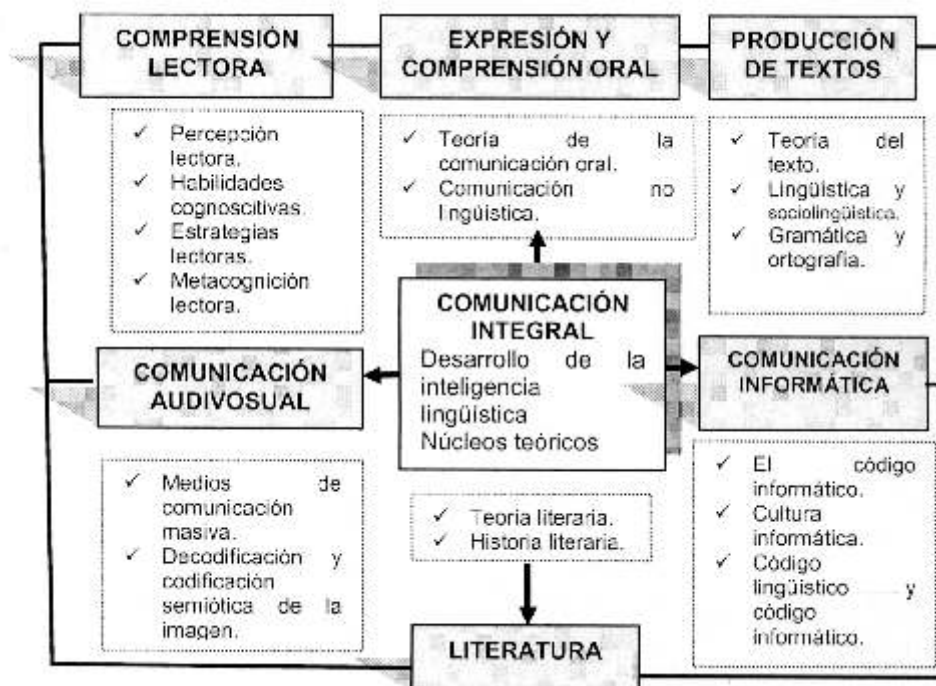 COMPRENSIÓN
LECTORA
EXPRESIÓN Y
COMPRENSIÓN ORAL
PRODUCCIÓN
DE TEXTOS
✓ Percepción
lectora.
✓ Habilidades
cognoscitivas.
✓ Estrategias
lectoras.
✓ Metacognición
lectora.
✓ Teoría de la
comunicación oral.
✓ Comunicación no
lingüística.
✓ Teoría del
texto.
✓ Lingüística y
sociolingüística.
✓ Gramática y
ortografía.
COMUNICACIÓN
INTEGRAL
Desarrollo de la
inteligencia
lingüística
Núcleos teóricos
COMUNICACIÓN
AUDIVOSUAL
COMUNICACIÓN
INFORMÁTICA
✓ Medios de
comunicación
masiva.
✓ Decodificación y
codificación
semiótica de la
imagen.
✓ Teoría literaria.
✓ Historia literaria.
✓ El código
informático.
✓ Cultura
informática.
✓ Código
lingüístico y
código
informático.
LITERATURA